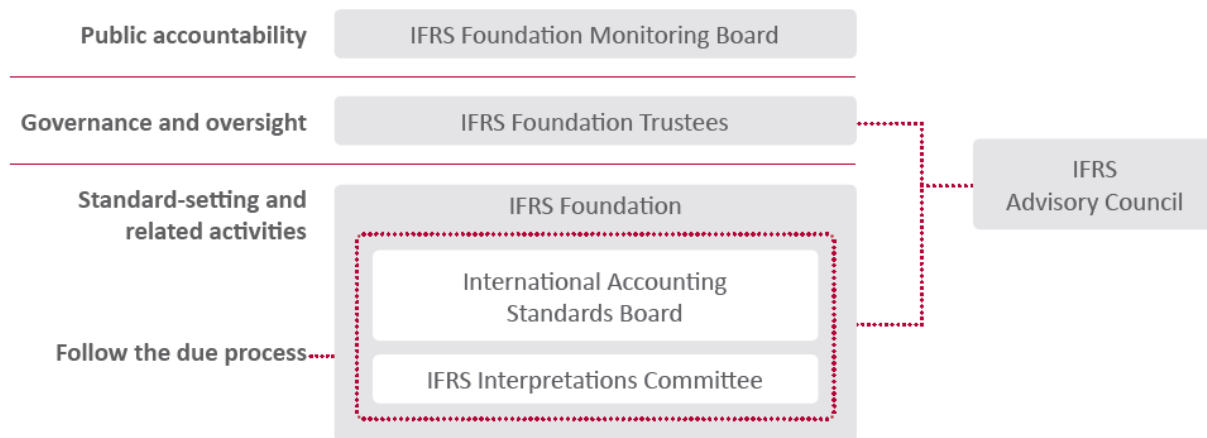 Public accountability
IFRS Foundation Monitoring Board
Governance and oversight
IFRS Foundation Trustees
IFRS
Advisory Council
Standard-setting and
related activities
IFRS Foundation
International Accounting
Standards Board
Follow the due process
IFRS Interpretations Committee